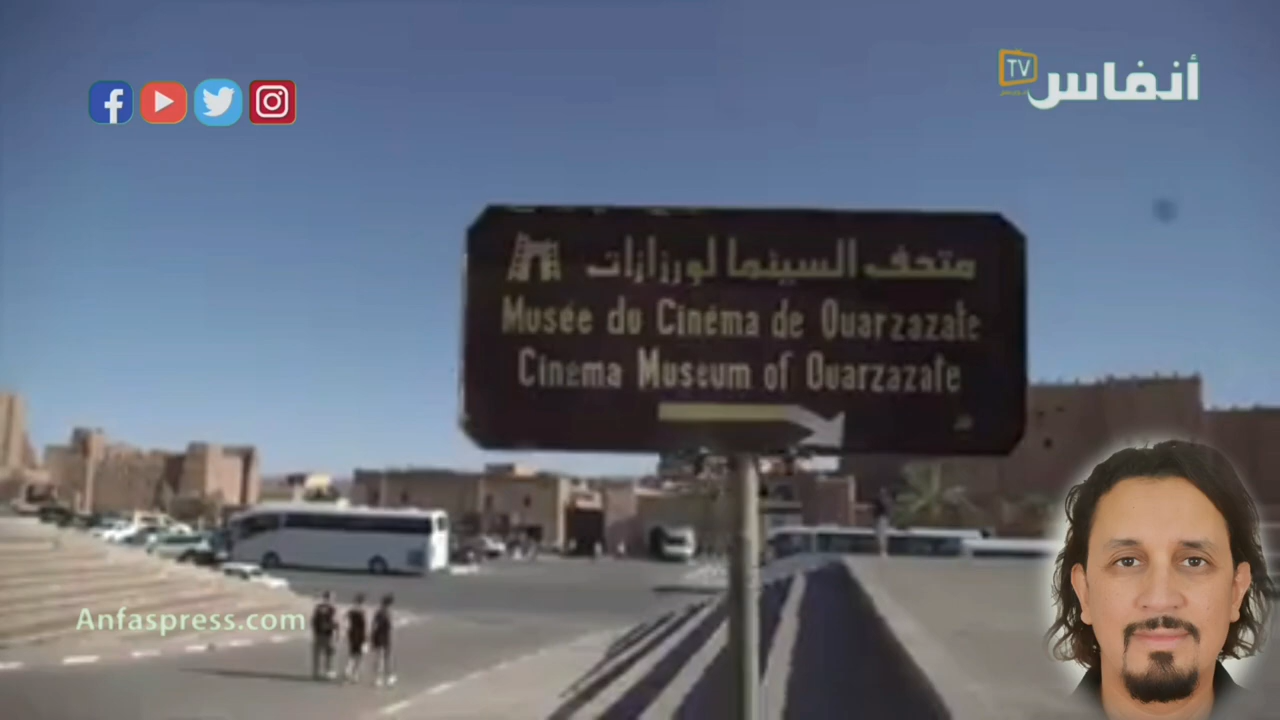 TV أنفاس
متحف السينما لورزازات
Musée du Cinéma de Ouarzazate
Cinema Museum of Ouarzazate
Anfaspress.com